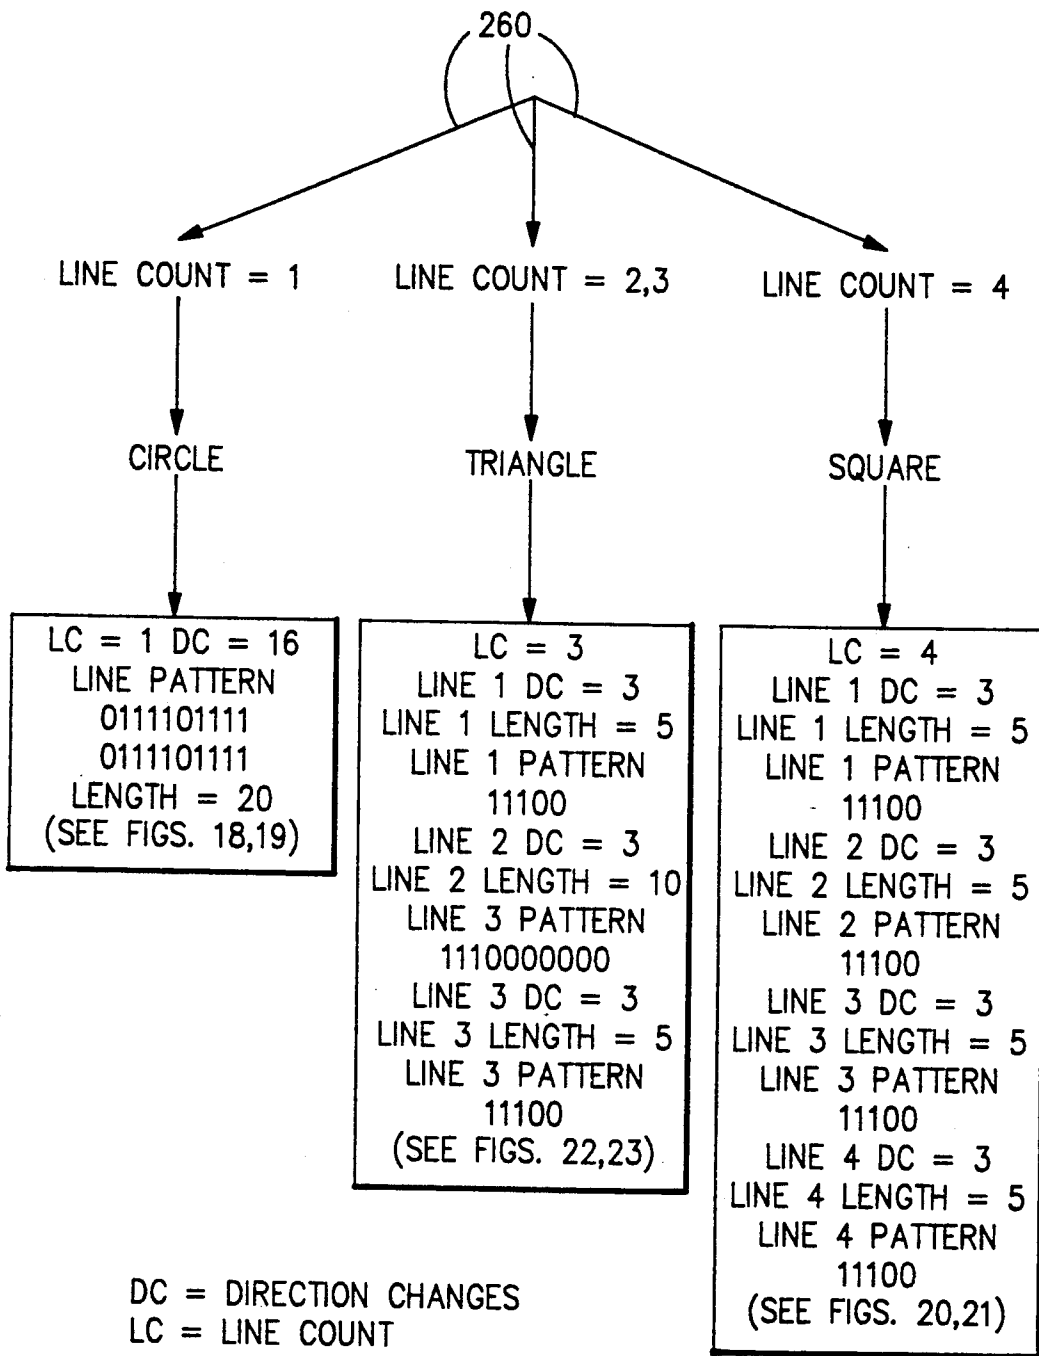 260
LINE COUNT = 1
LINE COUNT = 2,3
LINE COUNT = 4
CIRCLE
TRIANGLE
SQUARE
LC = 1 DC = 16
LINE PATTERN
0111101111
0111101111
LENGTH = 20
(SEE FIGS. 18,19)
LC = 3
LINE 1 DC = 3
LINE 1 LENGTH = 5
LINE 1 PATTERN
11100
LINE 2 DC = 3
LINE 2 LENGTH = 10
LINE 3 PATTERN
1110000000
LINE 3 DC = 3
LINE 3 LENGTH = 5
LINE 3 PATTERN
11100
(SEE FIGS. 22,23)
LC = 4
LINE 1 DC = 3
LINE 1 LENGTH = 5
LINE 1 PATTERN
11100
LINE 2 DC = 3
LINE 2 LENGTH = 5
LINE 2 PATTERN
11100
LINE 3 DC = 3
LINE 3 LENGTH = 5
LINE 3 PATTERN
11100
LINE 4 DC = 3
LINE 4 LENGTH = 5
LINE 4 PATTERN
11100
(SEE FIGS. 20,21)
DC = DIRECTION CHANGES
LC = LINE COUNT